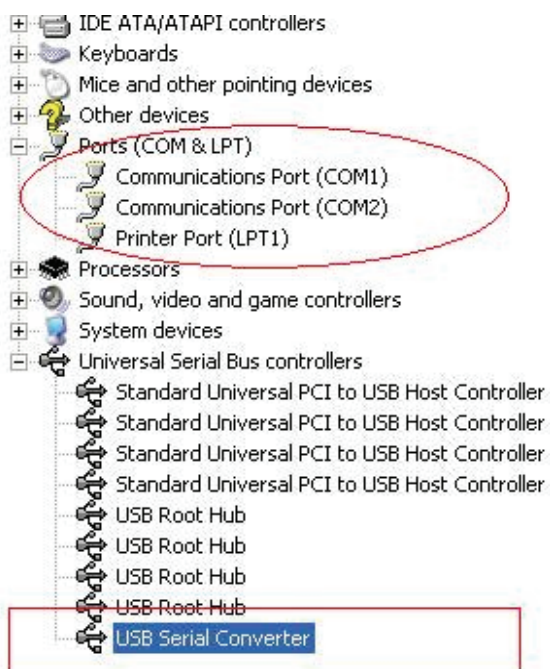 IDE ATA/ATAPI controllers
Keyboards
Mice and other pointing devices
Other devices
Ports (COM & LPT)
Communications Port (COM1)
Communications Port (COM2)
Printer Port (LPT1)
Processors
Sound, video and game controllers
System devices
Universal Serial Bus controllers
Standard Universal PCI to USB Host Controller
Standard Universal PCI to USB Host Controller
Standard Universal PCI to USB Host Controller
Standard Universal PCI to USB Host Controller
USB Root Hub
USB Root Hub
USB Root Hub
USB Root Hub
USB Serial Converter